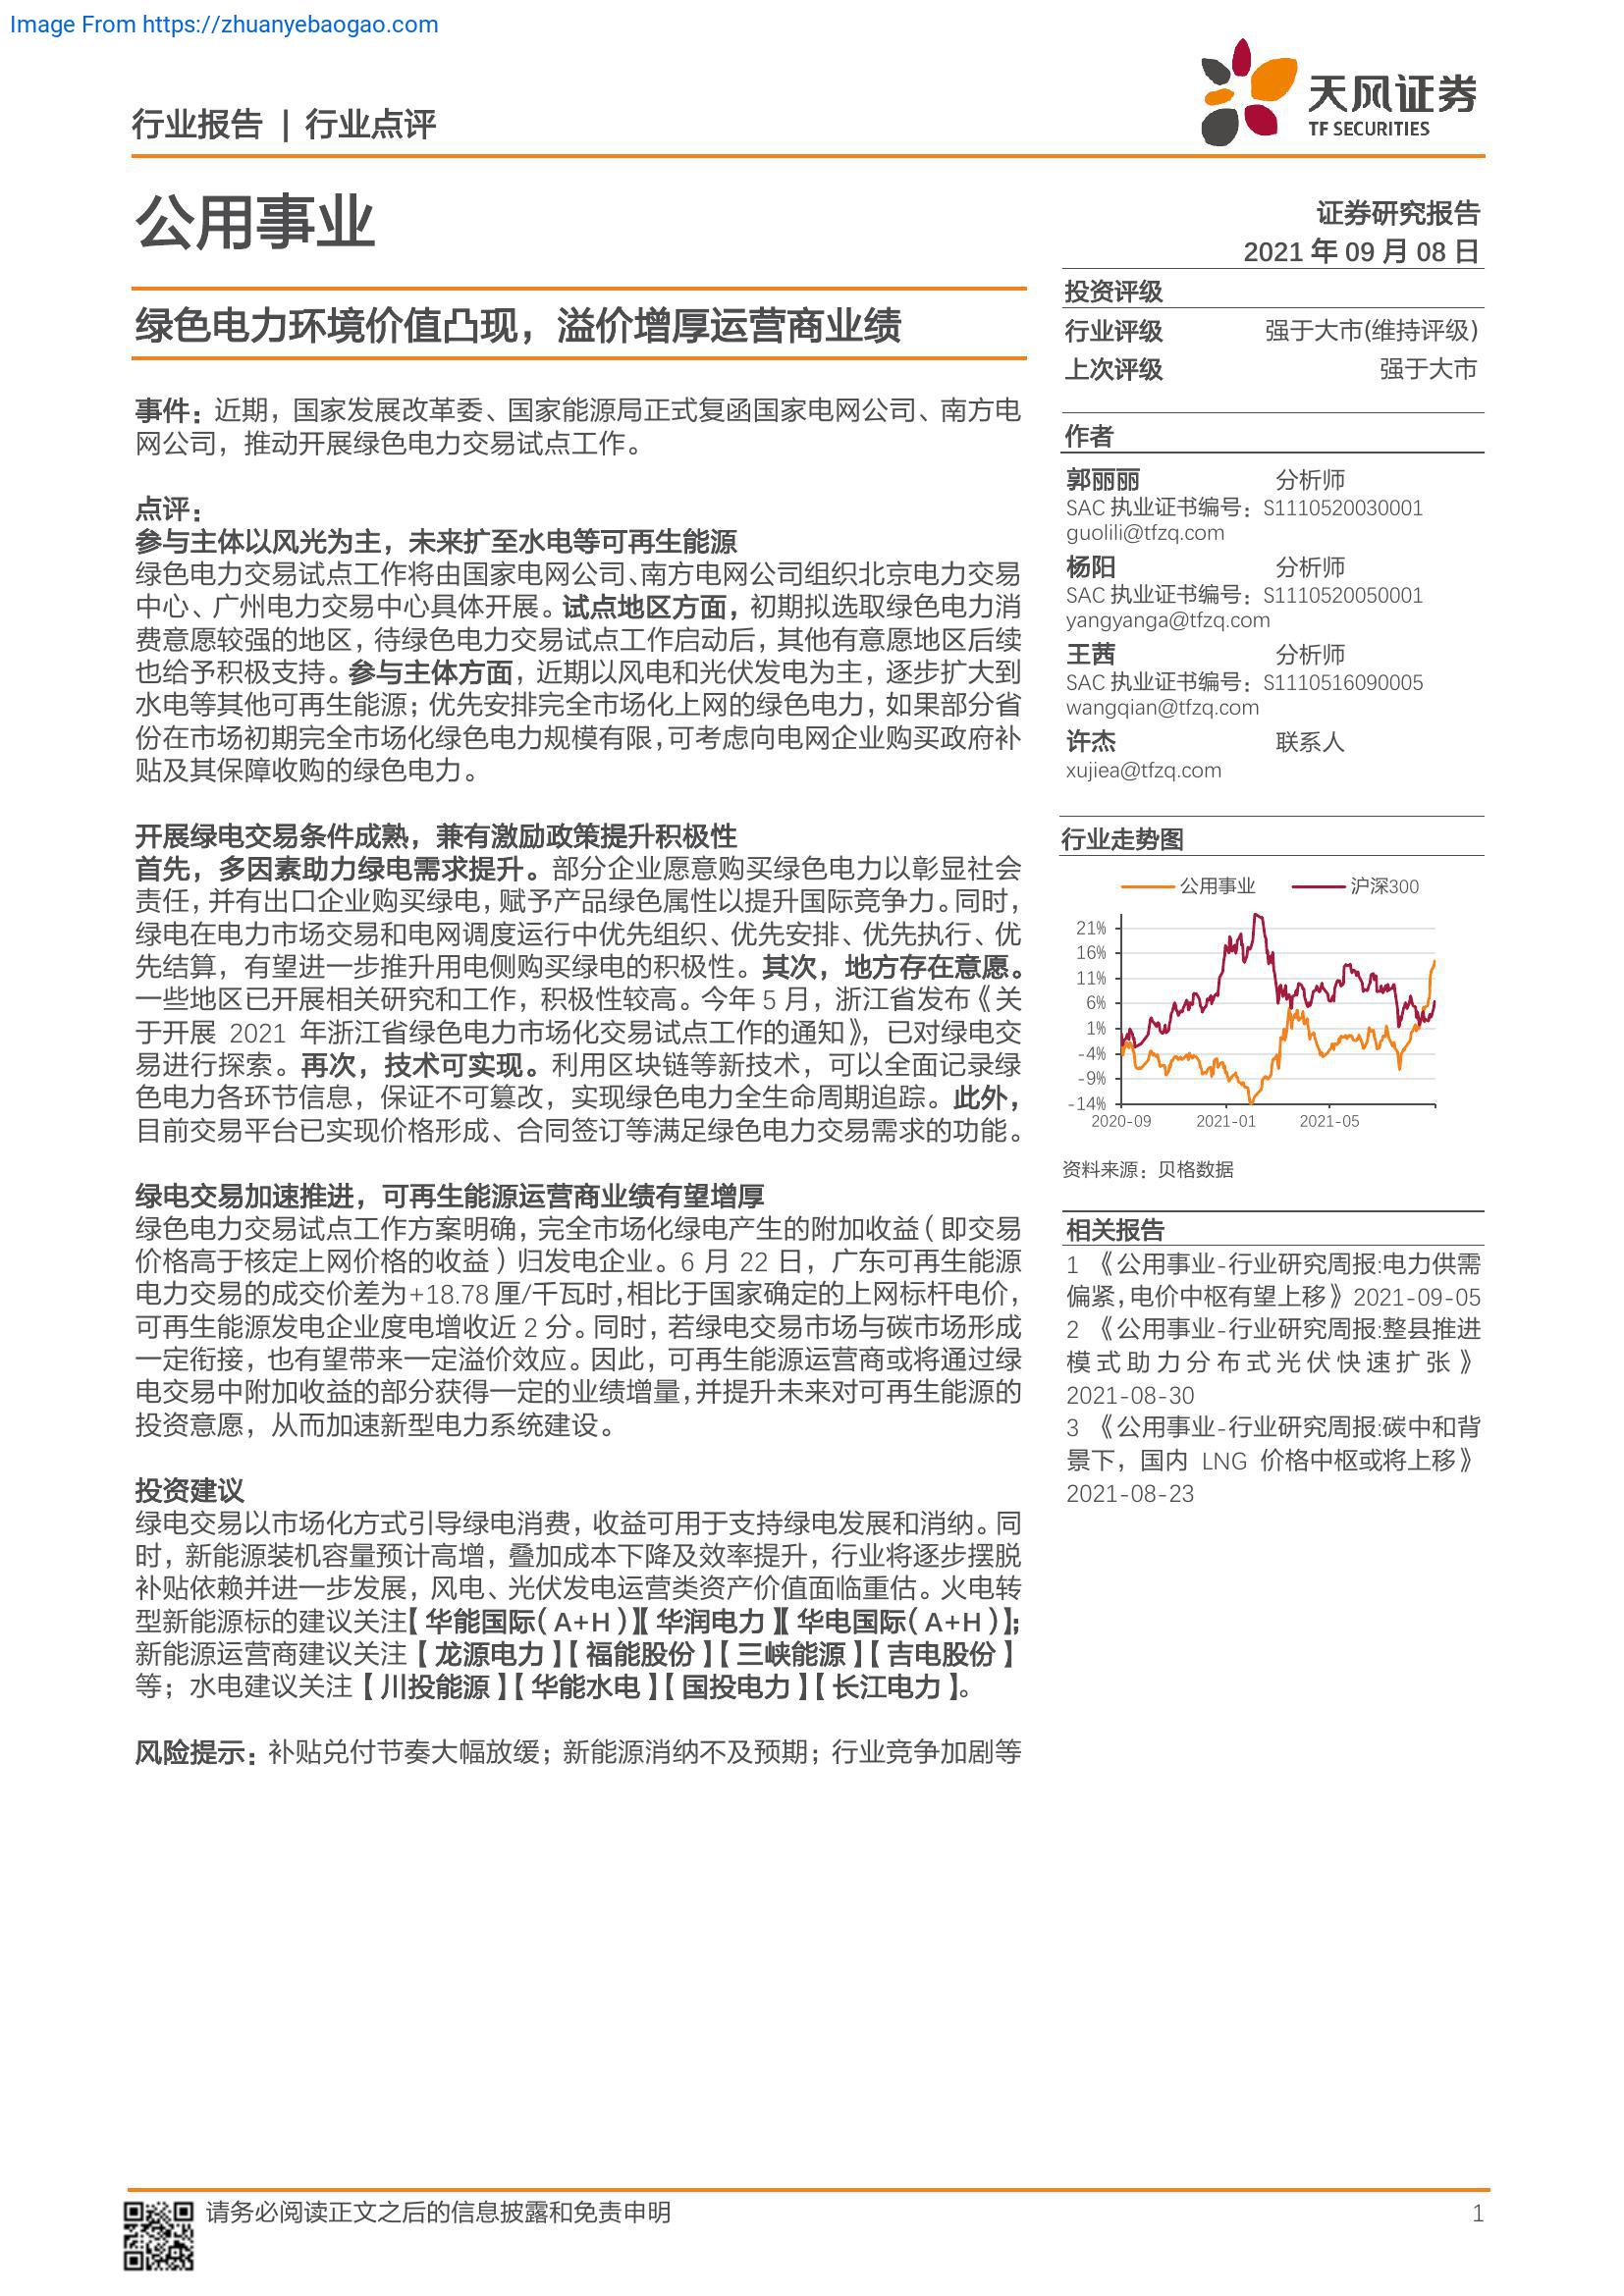 Image From https://zhuanyebaogao.com
行业报告 | 行业点评
天风证券
TF SECURITIES
公用事业
证券研究报告
2021 年 09 月 08 日
绿色电力环境价值凸现，溢价增厚运营商业绩
事件：近期，国家发展改革委、国家能源局正式复函国家电网公司、南方电
网公司，推动开展绿色电力交易试点工作。
点评：
参与主体以风光为主，未来扩至水电等可再生能源
绿色电力交易试点工作将由国家电网公司、南方电网公司组织北京电力交易
中心、广州电力交易中心具体开展。试点地区方面，初期拟选取绿色电力消
费意愿较强的地区，待绿色电力交易试点工作启动后，其他有意愿地区后续
也给予积极支持。参与主体方面，近期以风电和光伏发电为主，逐步扩大到
水电等其他可再生能源；优先安排完全市场化上网的绿色电力，如果部分省
份在市场初期完全市场化绿色电力规模有限，可考虑向电网企业购买政府补
贴及其保障收购的绿色电力。
开展绿电交易条件成熟，兼有激励政策提升积极性
首先，多因素助力绿电需求提升。部分企业愿意购买绿色电力以彰显社会
责任，并有出口企业购买绿电，赋予产品绿色属性以提升国际竞争力。同时，
绿电在电力市场交易和电网调度运行中优先组织、优先安排、优先执行、优
先结算，有望进一步推升用电侧购买绿电的积极性。其次，地方存在意愿。
一些地区已开展相关研究和工作，积极性较高。今年 5 月，浙江省发布《关
于开展 2021 年浙江省绿色电力市场化交易试点工作的通知》，已对绿电交
易进行探索。再次，技术可实现。利用区块链等新技术，可以全面记录绿
色电力各环节信息，保证不可篡改，实现绿色电力全生命周期追踪。此外，
目前交易平台已实现价格形成、合同签订等满足绿色电力交易需求的功能。
绿电交易加速推进，可再生能源运营商业绩有望增厚
绿色电力交易试点工作方案明确，完全市场化绿电产生的附加收益（即交易
价格高于核定上网价格的收益）归发电企业。6 月 22 日，广东可再生能源
电力交易的成交价差为+18.78 厘/千瓦时，相比于国家确定的上网标杆电价，
可再生能源发电企业度电增收近 2 分。同时，若绿电交易市场与碳市场形成
一定衔接，也有望带来一定溢价效应。因此，可再生能源运营商或将通过绿
电交易中附加收益的部分获得一定的业绩增量，并提升未来对可再生能源的
投资意愿，从而加速新型电力系统建设。
投资建议
绿电交易以市场化方式引导绿电消费，收益可用于支持绿电发展和消纳。同
时，新能源装机容量预计高增，叠加成本下降及效率提升，行业将逐步摆脱
补贴依赖并进一步发展，风电、光伏发电运营类资产价值面临重估。火电转
型新能源标的建议关注【华能国际（A+H）】【华润电力】【华电国际（A+H）】；
新能源运营商建议关注【龙源电力】【福能股份】【三峡能源】【吉电股份】
等；水电建议关注【川投能源】【华能水电】【国投电力】【长江电力】。
风险提示：补贴兑付节奏大幅放缓；新能源消纳不及预期；行业竞争加剧等
投资评级
行业评级 强于大市(维持评级)
上次评级 强于大市
作者
郭丽丽 分析师
SAC 执业证书编号：S1110520030001
guolili@tfzq.com
杨阳 分析师
SAC 执业证书编号：S1110520050001
yangyanga@tfzq.com
王茜 分析师
SAC 执业证书编号：S1110516090005
wangqian@tfzq.com
许杰 联系人
xujiea@tfzq.com
行业走势图
公用事业 沪深300
21%
16%
11%
6%
1%
-4%
-9%
-14%
2020-09 2021-01 2021-05
资料来源：贝格数据
相关报告
1 《公用事业-行业研究周报:电力供需
偏紧，电价中枢有望上移》 2021-09-05
2 《公用事业-行业研究周报:整县推进
模式助力分布式光伏快速扩张》
2021-08-30
3 《公用事业-行业研究周报:碳中和背
景下，国内 LNG 价格中枢或将上移》
2021-08-23
请务必阅读正文之后的信息披露和免责申明 1